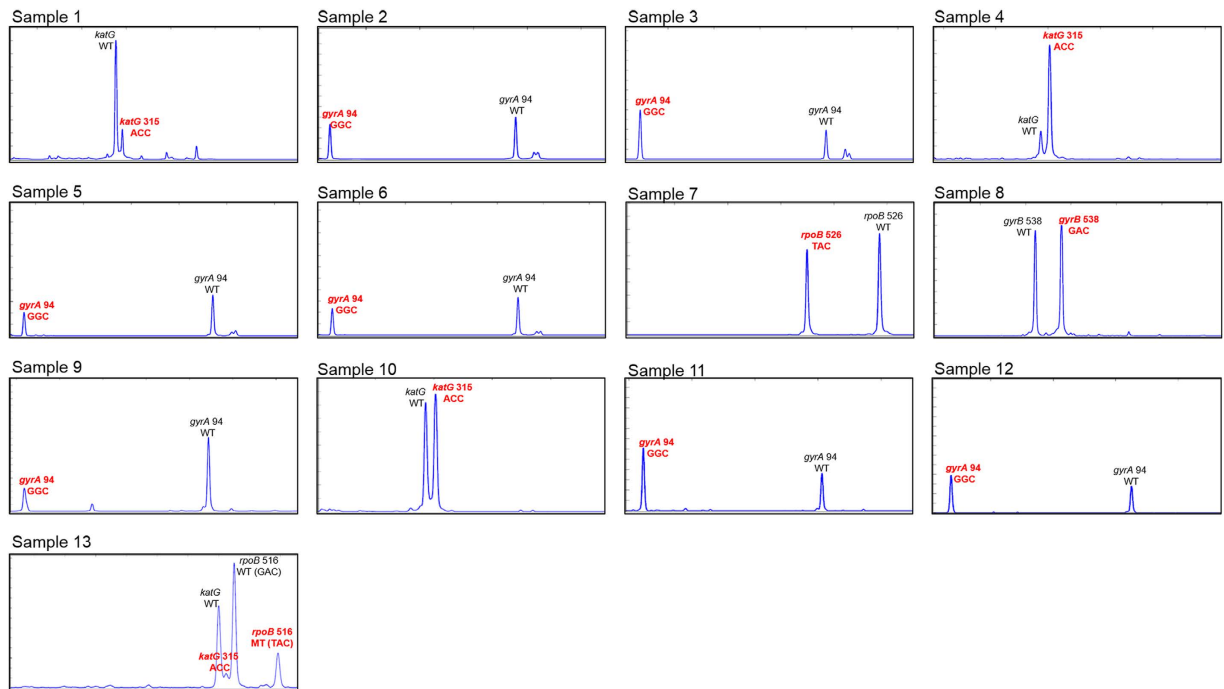 Sample 1
katG
WT
katG 315
ACC
Sample 2
gyrA 94
GGC
gyrA 94
WT
Sample 3
gyrA 94
GGC
gyrA 94
WT
Sample 4
katG 315
ACC
katG
WT
Sample 5
gyrA 94
GGC
gyrA 94
WT
Sample 6
gyrA 94
GGC
gyrA 94
WT
Sample 7
rpoB 526
TAC
rpoB 526
WT
Sample 8
gyrB 538
WT
gyrB 538
GAC
Sample 9
gyrA 94
GGC
gyrA 94
WT
Sample 10
katG
WT
katG 315
ACC
Sample 11
gyrA 94
GGC
gyrA 94
WT
Sample 12
gyrA 94
GGC
gyrA 94
WT
Sample 13
katG
WT
katG 315
ACC
rpoB 516
WT (GAC)
rpoB 516
MT (TAC)